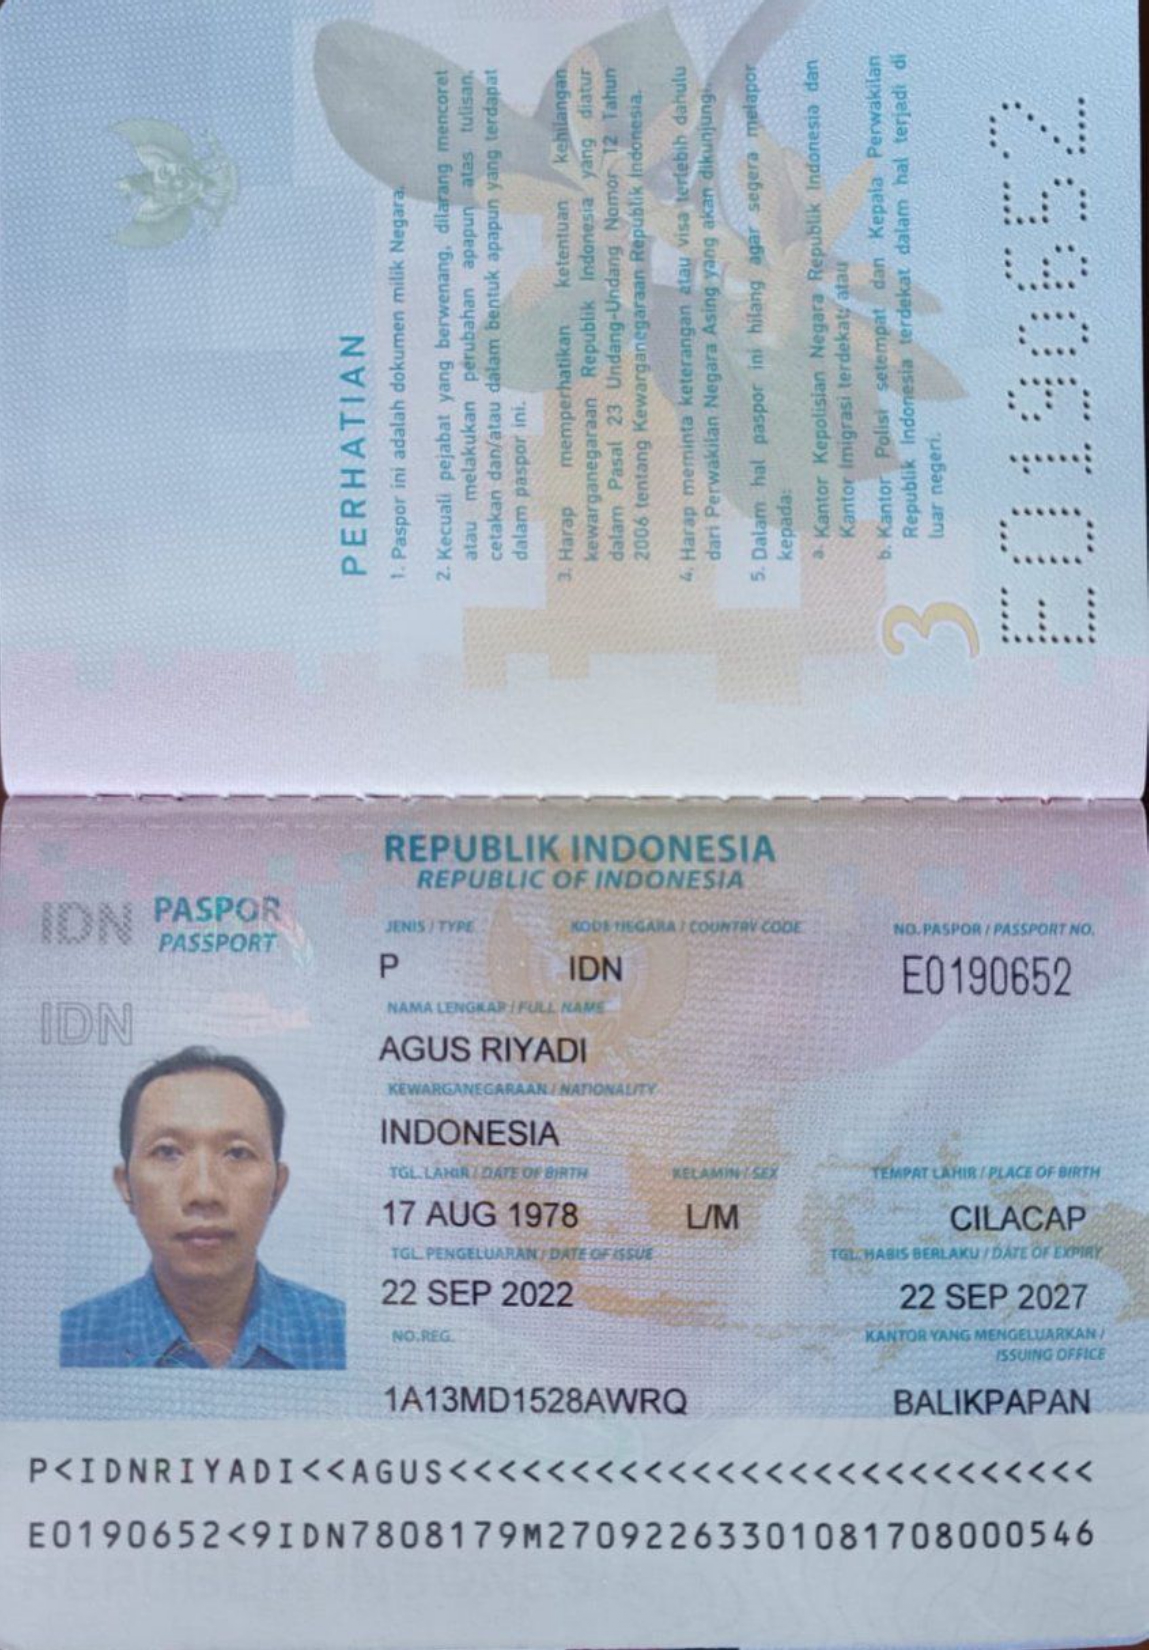 PERHATIAN
1. Paspor ini adalah dokumen milik Negara.
2. Kecuali pejabat yang berwenang, dilarang mencoret
atau melakukan perubahan apapun atas tulisan,
cetakan dan/atau dalam bentuk apapun yang terdapat
dalam paspor ini.
3. Harap memperhatikan ketentuan kehilangan
kewarganegaraan Republik Indonesia yang diatur
dalam Pasal 23 Undang-Undang Nomor 12 Tahun
2006 tentang Kewarganegaraan Republik Indonesia.
4. Harap meminta keterangan atau visa terlebih dahulu
dari Perwakilan Negara Asing yang akan dikunjungi.
5. Dalam hal paspor ini hilang agar segera melapor
kepada:
a. Kantor Kepolisian Negara Republik Indonesia dan
Kantor Imigrasi terdekat; atau
b. Kantor Polisi setempat dan Kepala Perwakilan
Republik Indonesia terdekat dalam hal terjadi di
luar negeri.
3
E0190652
REPUBLIK INDONESIA
REPUBLIC OF INDONESIA
IDN PASPOR
PASSPORT
IDN
JENIS / TYPE KODE NEGARA / COUNTRY CODE NO. PASPOR / PASSPORT NO.
P IDN E0190652
NAMA LENGKAP / FULL NAME
AGUS RIYADI
KEWARGANEGARAAN / NATIONALITY
INDONESIA
TGL. LAHIR / DATE OF BIRTH KELAMIN / SEX TEMPAT LAHIR / PLACE OF BIRTH
17 AUG 1978 L/M CILACAP
TGL. PENGELUARAN / DATE OF ISSUE TGL. HABIS BERLAKU / DATE OF EXPIRY
22 SEP 2022 22 SEP 2027
NO. REG. KANTOR YANG MENGELUARKAN /
ISSUING OFFICE
1A13MD1528AWRQ BALIKPAPAN
P<IDNRIYADI<<AGUS<<<<<<<<<<<<<<<<<<<<<<<<<<<
E0190652<9IDN7808179M2709226330108170800546